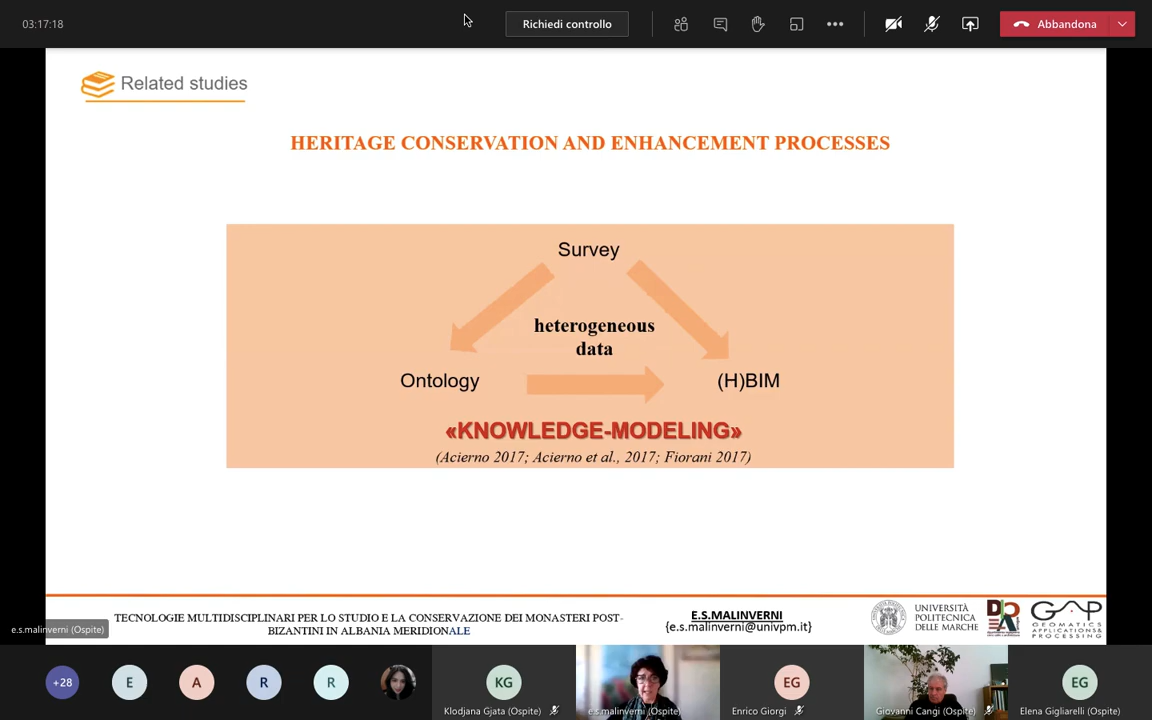 03:17:18
Richiedi controllo
Abbandona
Related studies
HERITAGE CONSERVATION AND ENHANCEMENT PROCESSES
Survey
heterogeneous
data
Ontology
(H)BIM
«KNOWLEDGE-MODELING»
(Acierno 2017; Acierno et al., 2017; Fiorani 2017)
TECNOLOGIE MULTIDISCIPLINARI PER LO STUDIO E LA CONSERVAZIONE DEI MONASTERI POST-
BIZANTINI IN ALBANIA MERIDIONALE
E.S.MALINVERNI
{e.s.malinverni@univpm.it}
UNIVERSITÀ
POLITECNICA
DELLE MARCHE
GAP
GEOMATICS
APPLICATIONS&
PROCESSING
e.s.malinverni (Ospite)
+28
E
A
R
R
KG
Klodjana Gjata (Ospite)
e.s.malinverni (Ospite)
EG
Enrico Giorgi
Giovanni Cangi (Ospite)
EG
Elena Gigliarelli (Ospite)